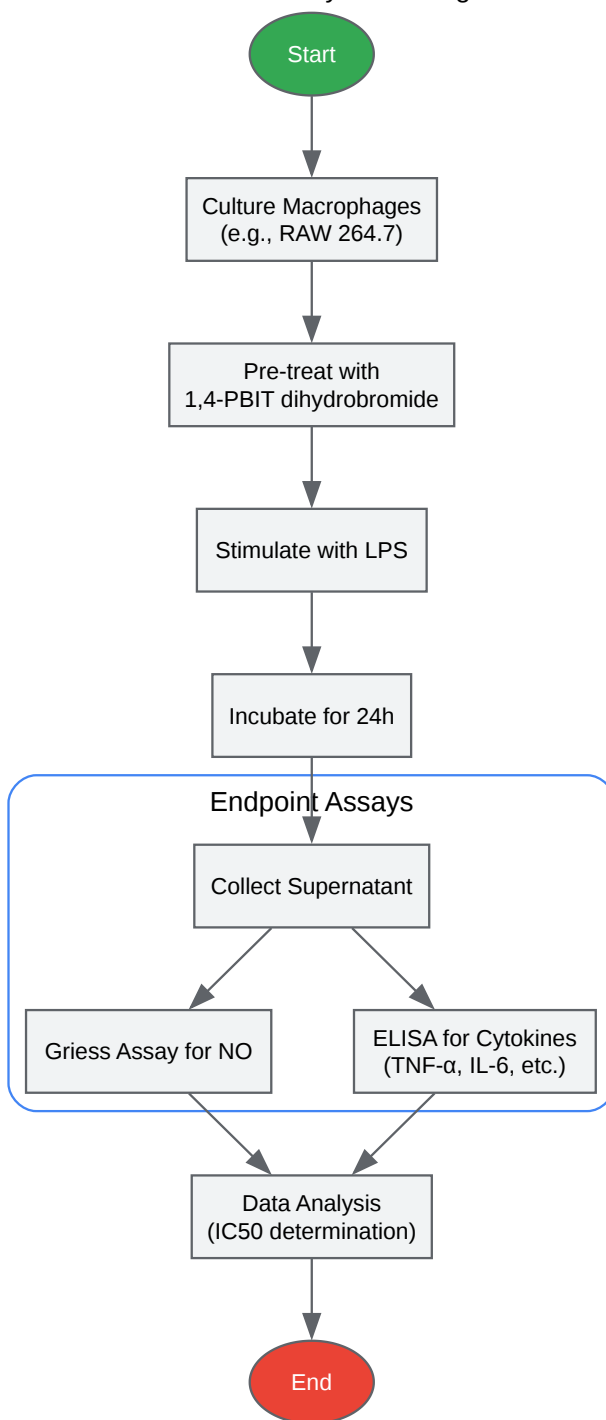 Start
Culture Macrophages
(e.g., RAW 264.7)
Pre-treat with
1,4-PBIT dihydrobromide
Stimulate with LPS
Incubate for 24h
Endpoint Assays
Collect Supernatant
Griess Assay for NO
ELISA for Cytokines
(TNF-α, IL-6, etc.)
Data Analysis
(IC50 determination)
End